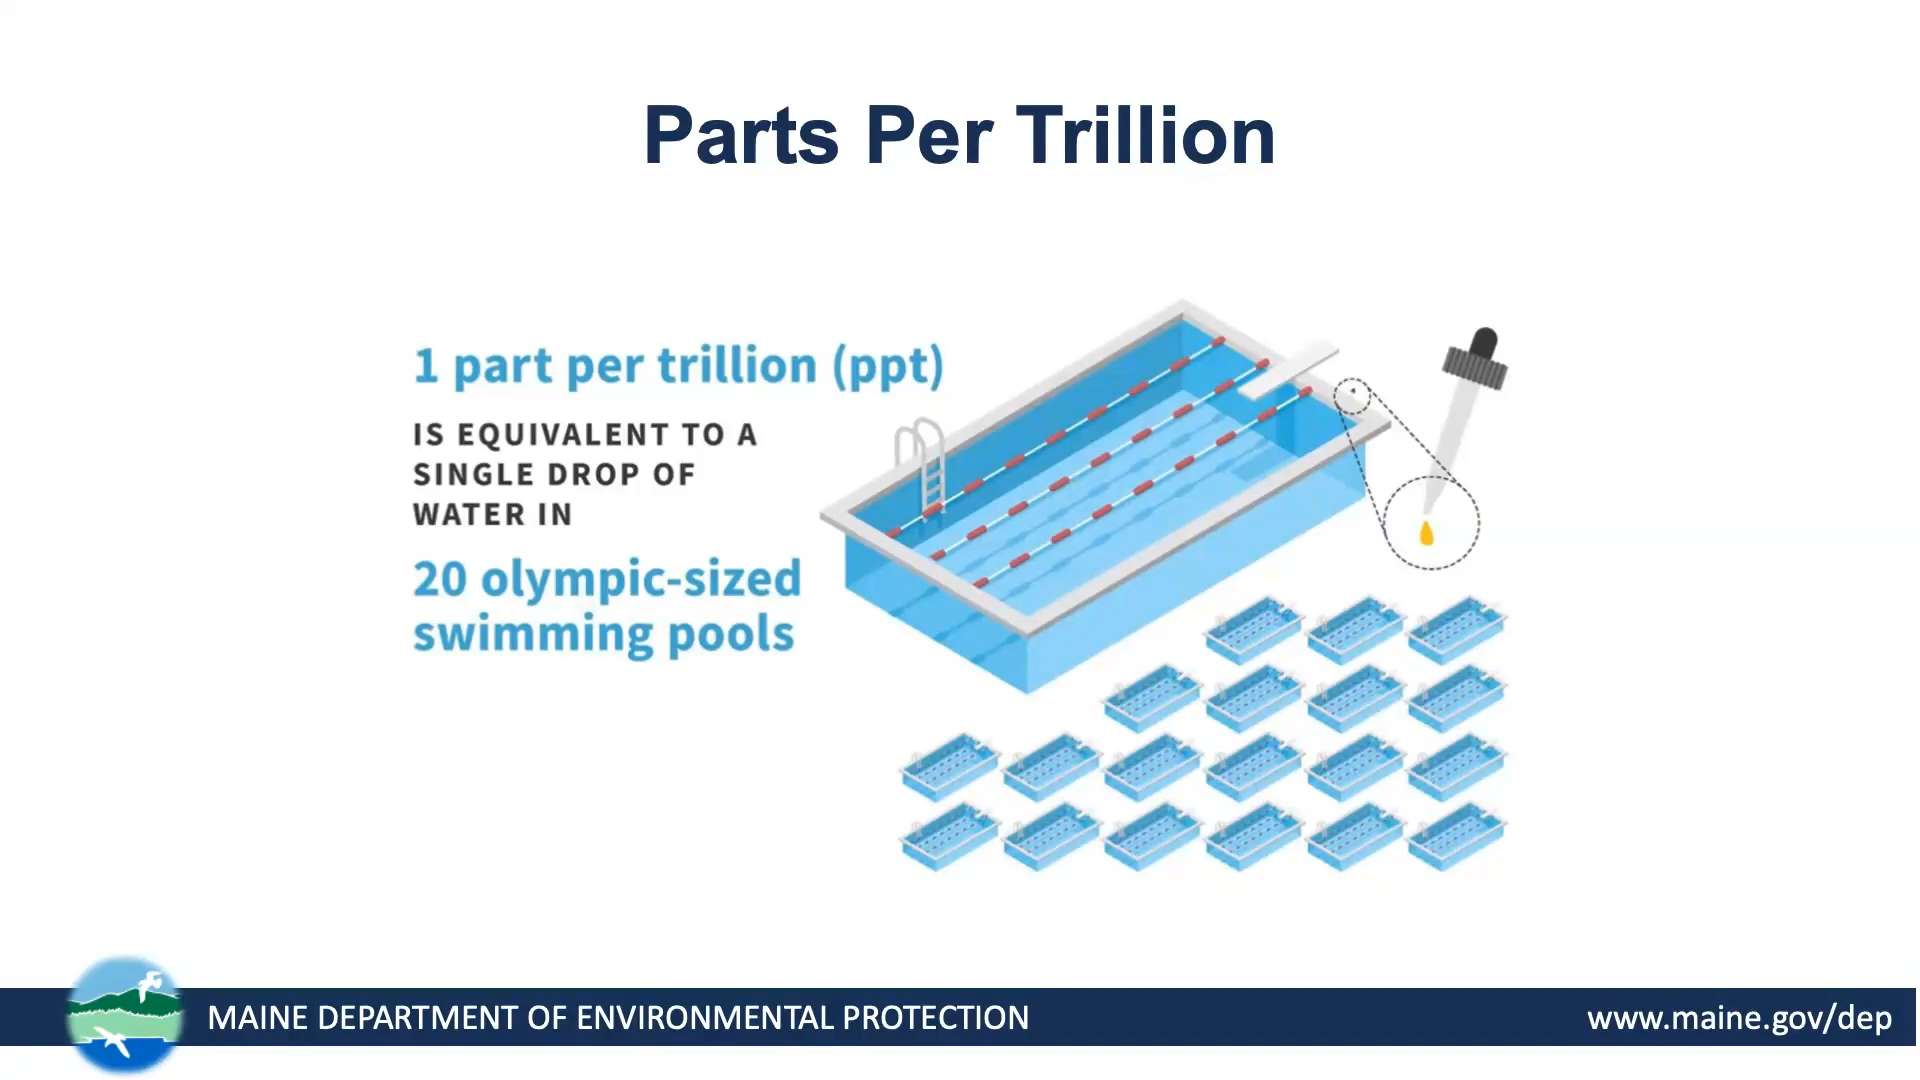 Parts Per Trillion
1 part per trillion (ppt)
IS EQUIVALENT TO A
SINGLE DROP OF
WATER IN
20 olympic-sized
swimming pools
MAINE DEPARTMENT OF ENVIRONMENTAL PROTECTION
www.maine.gov/dep